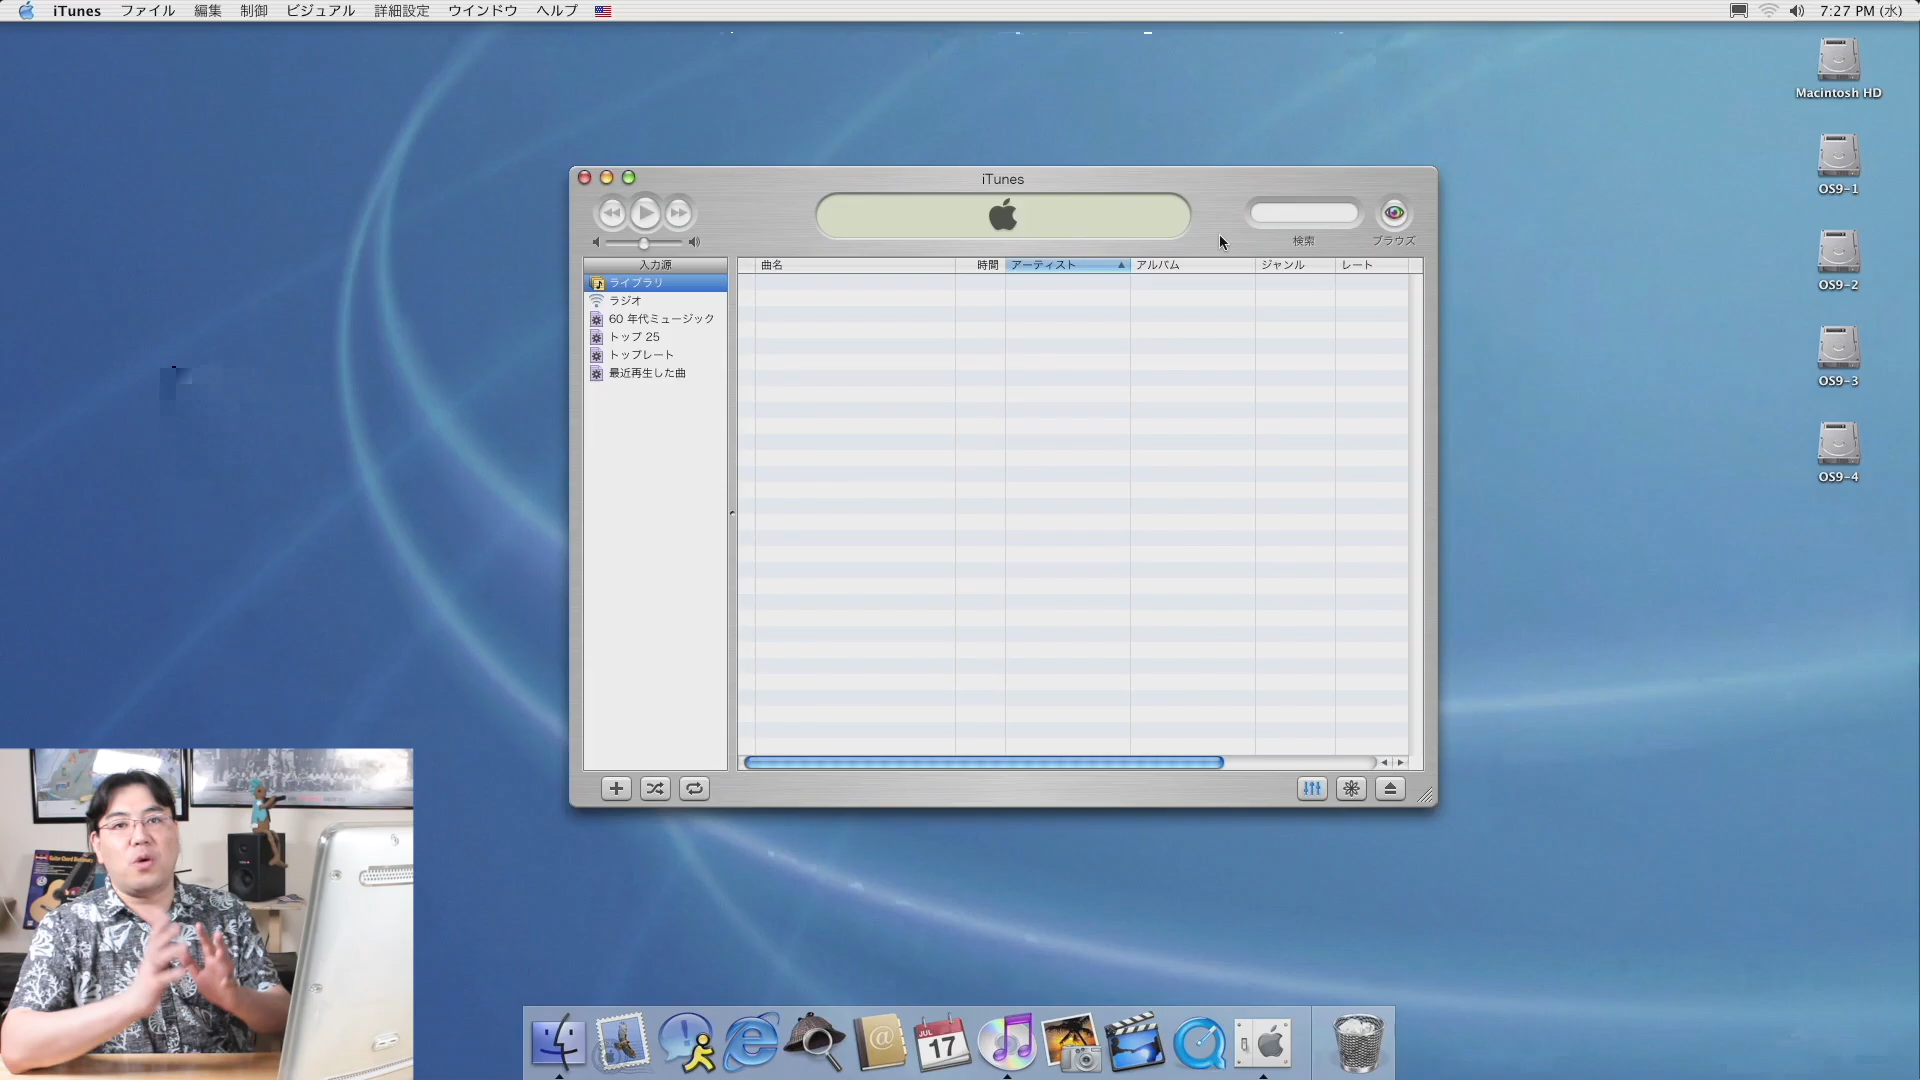 iTunes ファイル 編集 制御 ビジュアル 詳細設定 ウインドウ ヘルプ 7:27 PM (水)
Macintosh HD
OS9-1
OS9-2
OS9-3
OS9-4
iTunes
検索 ブラウズ
入力源
ライブラリ
ラジオ
60 年代ミュージック
トップ 25
トップレート
最近再生した曲
曲名 時間 アーティスト アルバム ジャンル レート
JUL
17